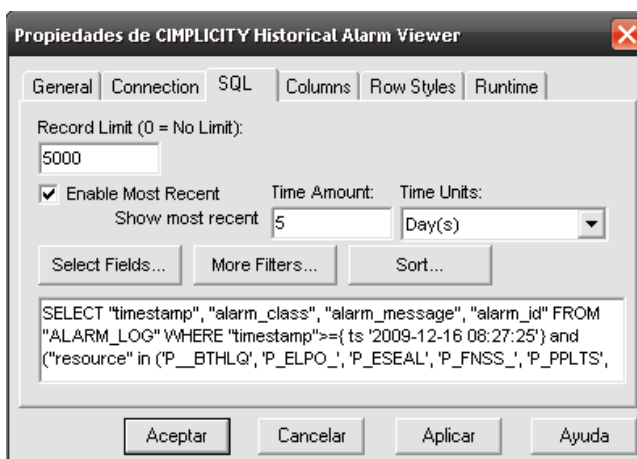 Propiedades de CIMPLICITY Historical Alarm Viewer
General Connection SQL Columns Row Styles Runtime
Record Limit (0 = No Limit):
5000
Enable Most Recent Time Amount: Time Units:
Show most recent 5 Day(s)
Select Fields... More Filters... Sort...
SELECT "timestamp", "alarm_class", "alarm_message", "alarm_id" FROM
"ALARM_LOG" WHERE "timestamp">={ ts '2009-12-16 08:27:25'} and
("resource" in ('P__BTHLQ', 'P_ELPO_', 'P_ESEAL', 'P_FNSS_', 'P_PPLTS',
Aceptar Cancelar Aplicar Ayuda